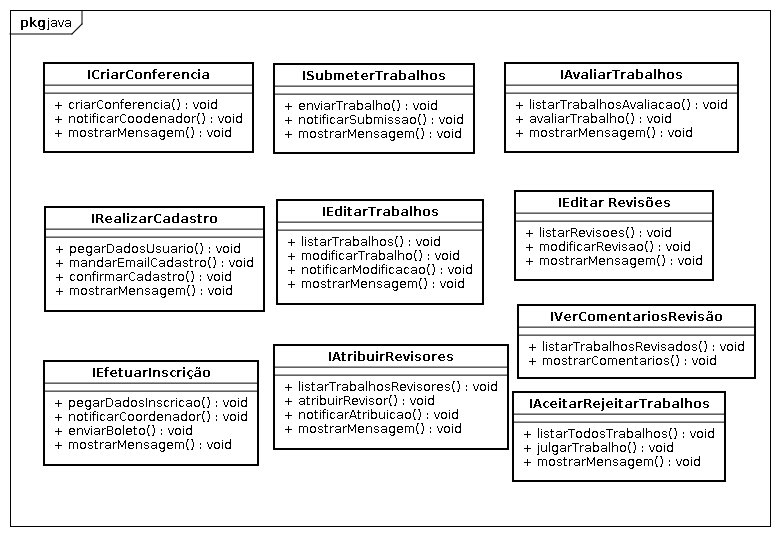 pkg java
ICriarConferencia
+ criarConferencia() : void
+ notificarCoodenador() : void
+ mostrarMensagem() : void
ISubmeterTrabalhos
+ enviarTrabalho() : void
+ notificarSubmissao() : void
+ mostrarMensagem() : void
IAvaliarTrabalhos
+ listarTrabalhosAvaliacao() : void
+ avaliarTrabalho() : void
+ mostrarMensagem() : void
IRealizarCadastro
+ pegarDadosUsuario() : void
+ mandarEmailCadastro() : void
+ confirmarCadastro() : void
+ mostrarMensagem() : void
IEditarTrabalhos
+ listarTrabalhos() : void
+ modificarTrabalho() : void
+ notificarModificacao() : void
+ mostrarMensagem() : void
IEditar Revisões
+ listarRevisoes() : void
+ modificarRevisao() : void
+ mostrarMensagem() : void
IVerComentariosRevisão
+ listarTrabalhosRevisados() : void
+ mostrarComentarios() : void
IEfetuarInscrição
+ pegarDadosInscricao() : void
+ notificarCoordenador() : void
+ enviarBoleto() : void
+ mostrarMensagem() : void
IAtribuirRevisores
+ listarTrabalhosRevisores() : void
+ atribuirRevisor() : void
+ notificarAtribuicao() : void
+ mostrarMensagem() : void
IAceitarRejeitarTrabalhos
+ listarTodosTrabalhos() : void
+ julgarTrabalho() : void
+ mostrarMensagem() : void